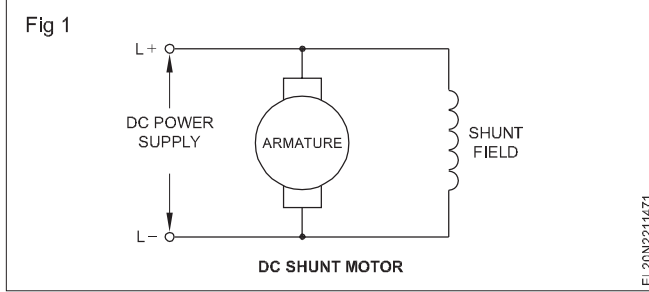 Fig 1
L+
DC POWER
SUPPLY
ARMATURE
SHUNT
FIELD
L-
DC SHUNT MOTOR